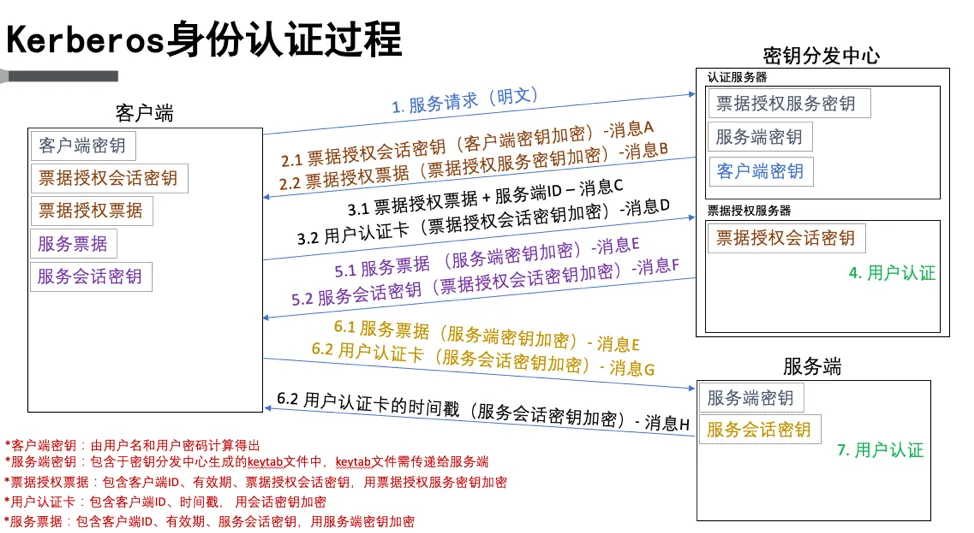 Kerberos身份认证过程
密钥分发中心
认证服务器
票据授权服务密钥
服务端密钥
客户端密钥
票据授权服务器
票据授权会话密钥
4. 用户认证
客户端
客户端密钥
票据授权会话密钥
票据授权票据
服务票据
服务会话密钥
1. 服务请求（明文）
2.1 票据授权会话密钥（客户端密钥加密）-消息A
2.2 票据授权票据（票据授权服务密钥加密）-消息B
3.1 票据授权票据 + 服务端ID – 消息C
3.2 用户认证卡（票据授权会话密钥加密）-消息D
5.1 服务票据 （服务端密钥加密）-消息E
5.2 服务会话密钥（票据授权会话密钥加密）-消息F
6.1 服务票据（服务端密钥加密）- 消息E
6.2 用户认证卡（服务会话密钥加密）- 消息G
6.2 用户认证卡的时间戳（服务会话密钥加密）- 消息H
服务端
服务端密钥
服务会话密钥
7. 用户认证
*客户端密钥：由用户名和用户密码计算得出
*服务端密钥：包含于密钥分发中心生成的keytab文件中，keytab文件需传递给服务端
*票据授权票据：包含客户端ID、有效期、票据授权会话密钥，用票据授权服务密钥加密
*用户认证卡：包含客户端ID、时间戳， 用会话密钥加密
*服务票据：包含客户端ID、有效期、服务会话密钥，用服务端密钥加密